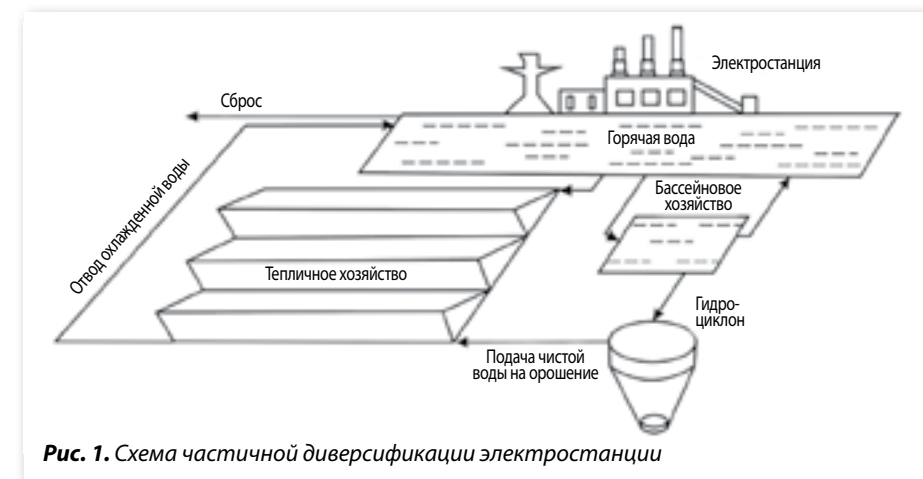 Электростанция
Сброс
Горячая вода
Бассейновое
хозяйство
Отвод охлажденной воды
Тепличное хозяйство
Гидро-
циклон
Подача чистой
воды на орошение
Рис. 1. Схема частичной диверсификации электростанции